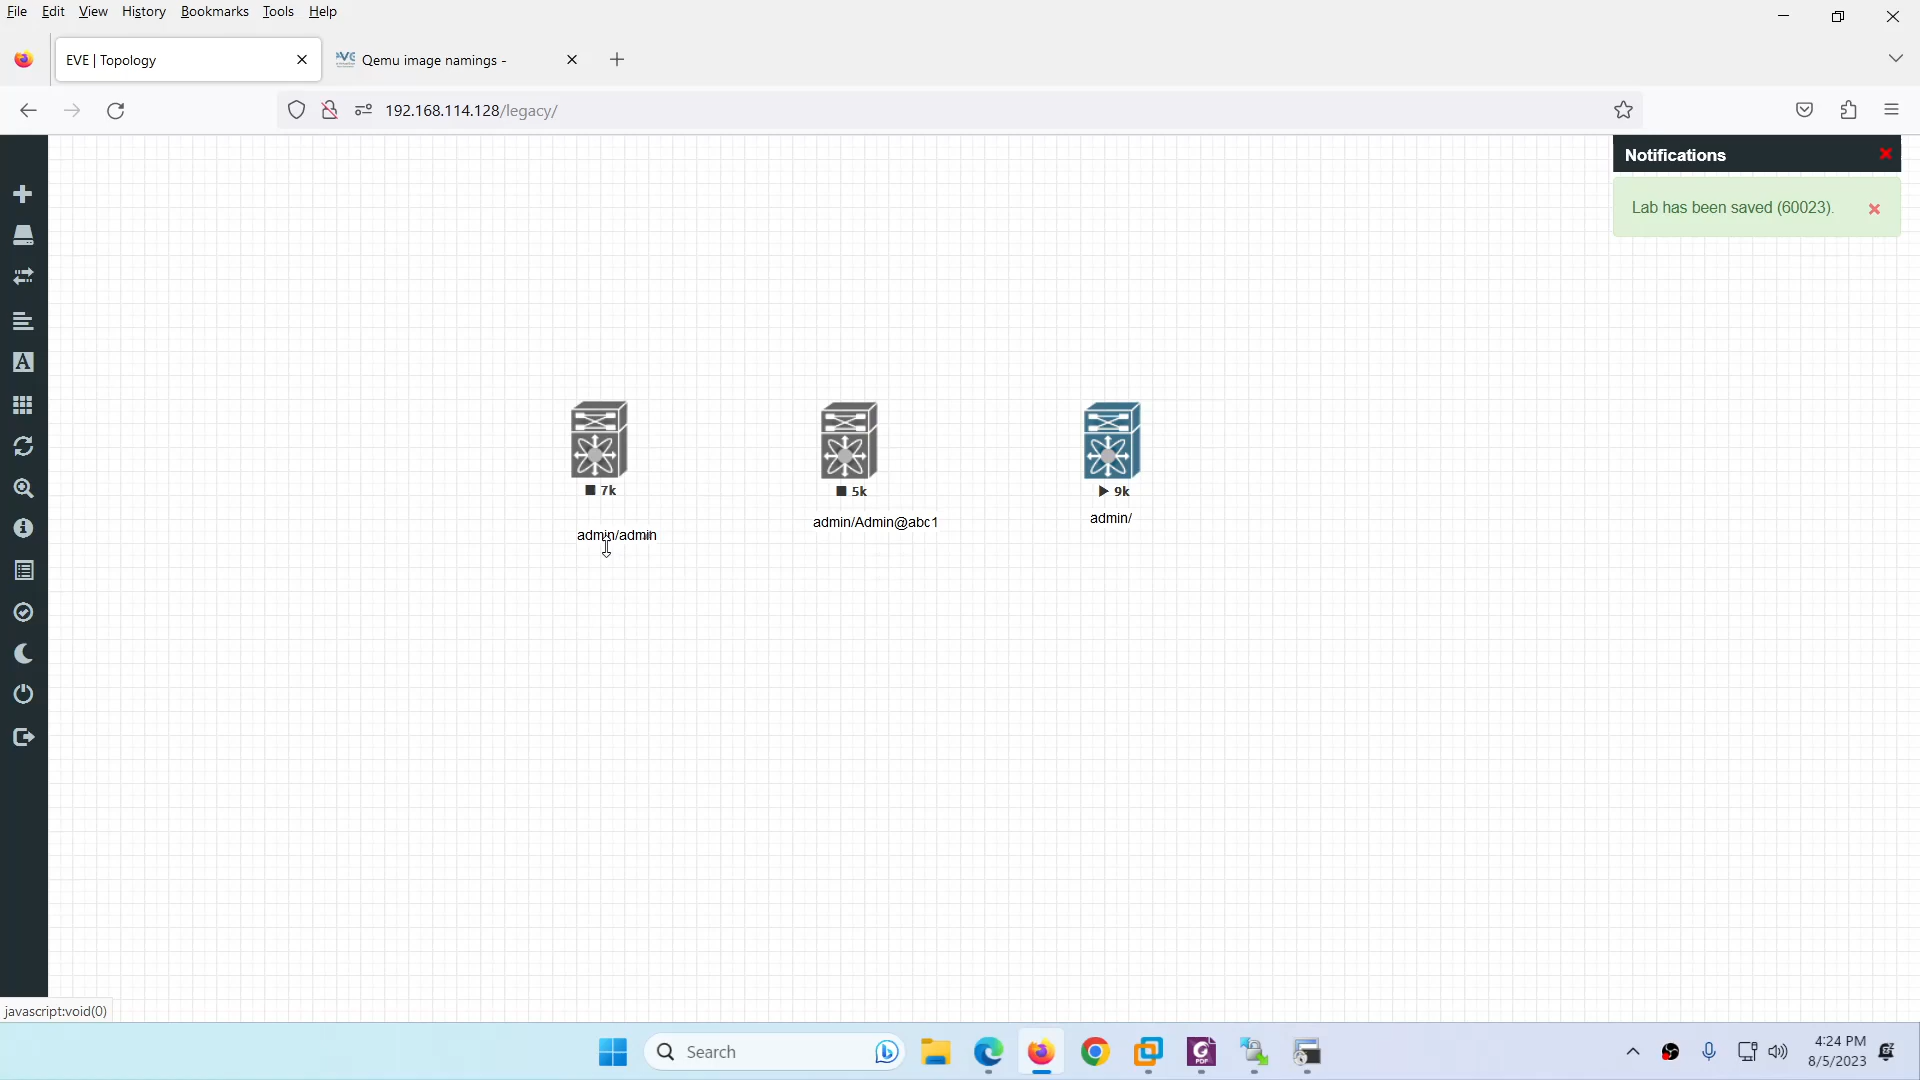 File Edit View History Bookmarks Tools Help
EVE | Topology
Qemu image namings -
192.168.114.128/legacy/
Notifications
Lab has been saved (60023).
7k
5k
9k
admin/admin
admin/Admin@abc1
admin/
javascript:void(0)
Search
4:24 PM
8/5/2023